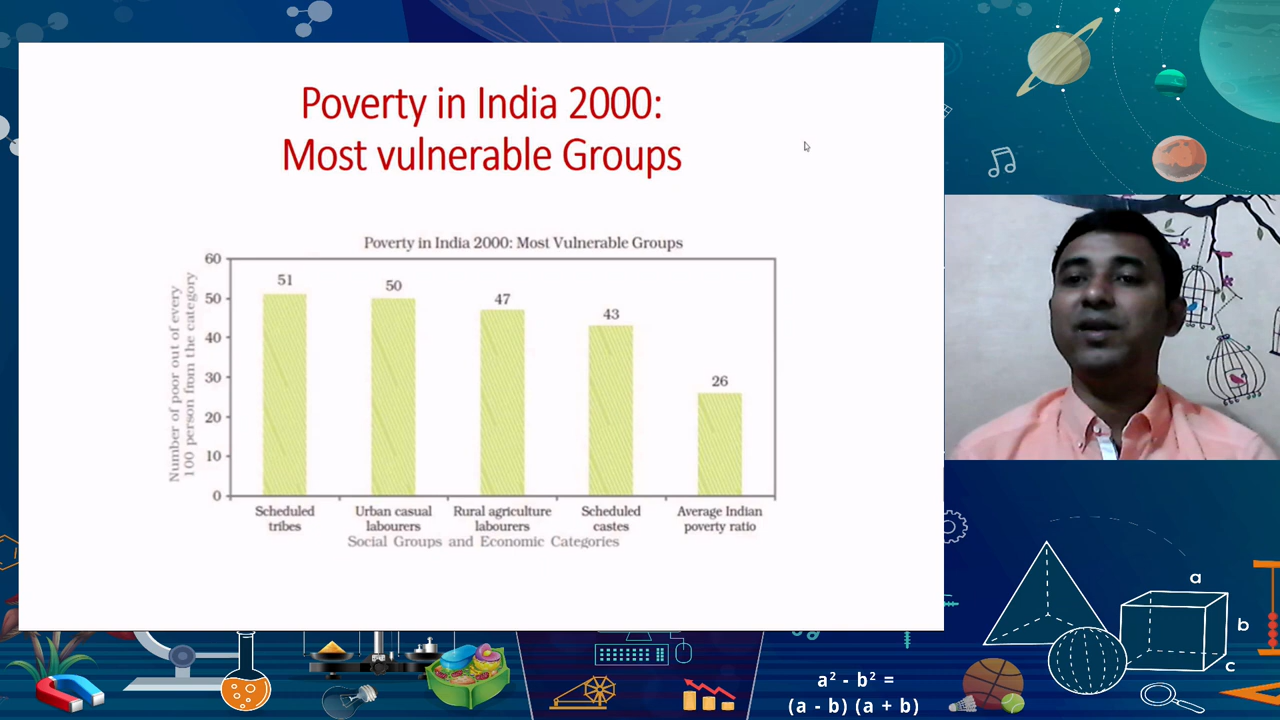 Poverty in India 2000:
Most vulnerable Groups
Poverty in India 2000: Most Vulnerable Groups
Number of poor out of every
100 person from the category
60
50
40
30
20
10
0
51
50
47
43
26
Scheduled
tribes
Urban casual
labourers
Rural agriculture
labourers
Scheduled
castes
Average Indian
poverty ratio
Social Groups and Economic Categories
a
b
c
a² - b² =
(a - b) (a + b)